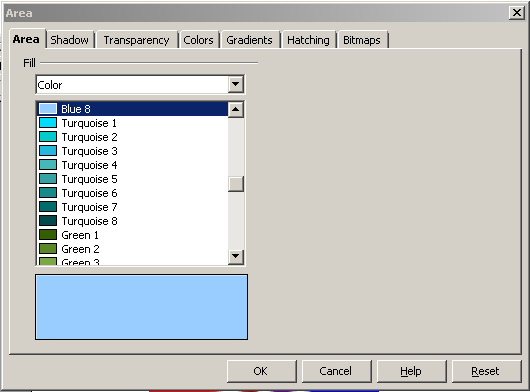 Area
Area Shadow Transparency Colors Gradients Hatching Bitmaps
Fill
Color
Blue 8
Turquoise 1
Turquoise 2
Turquoise 3
Turquoise 4
Turquoise 5
Turquoise 6
Turquoise 7
Turquoise 8
Green 1
Green 2
Green 3
OK Cancel Help Reset